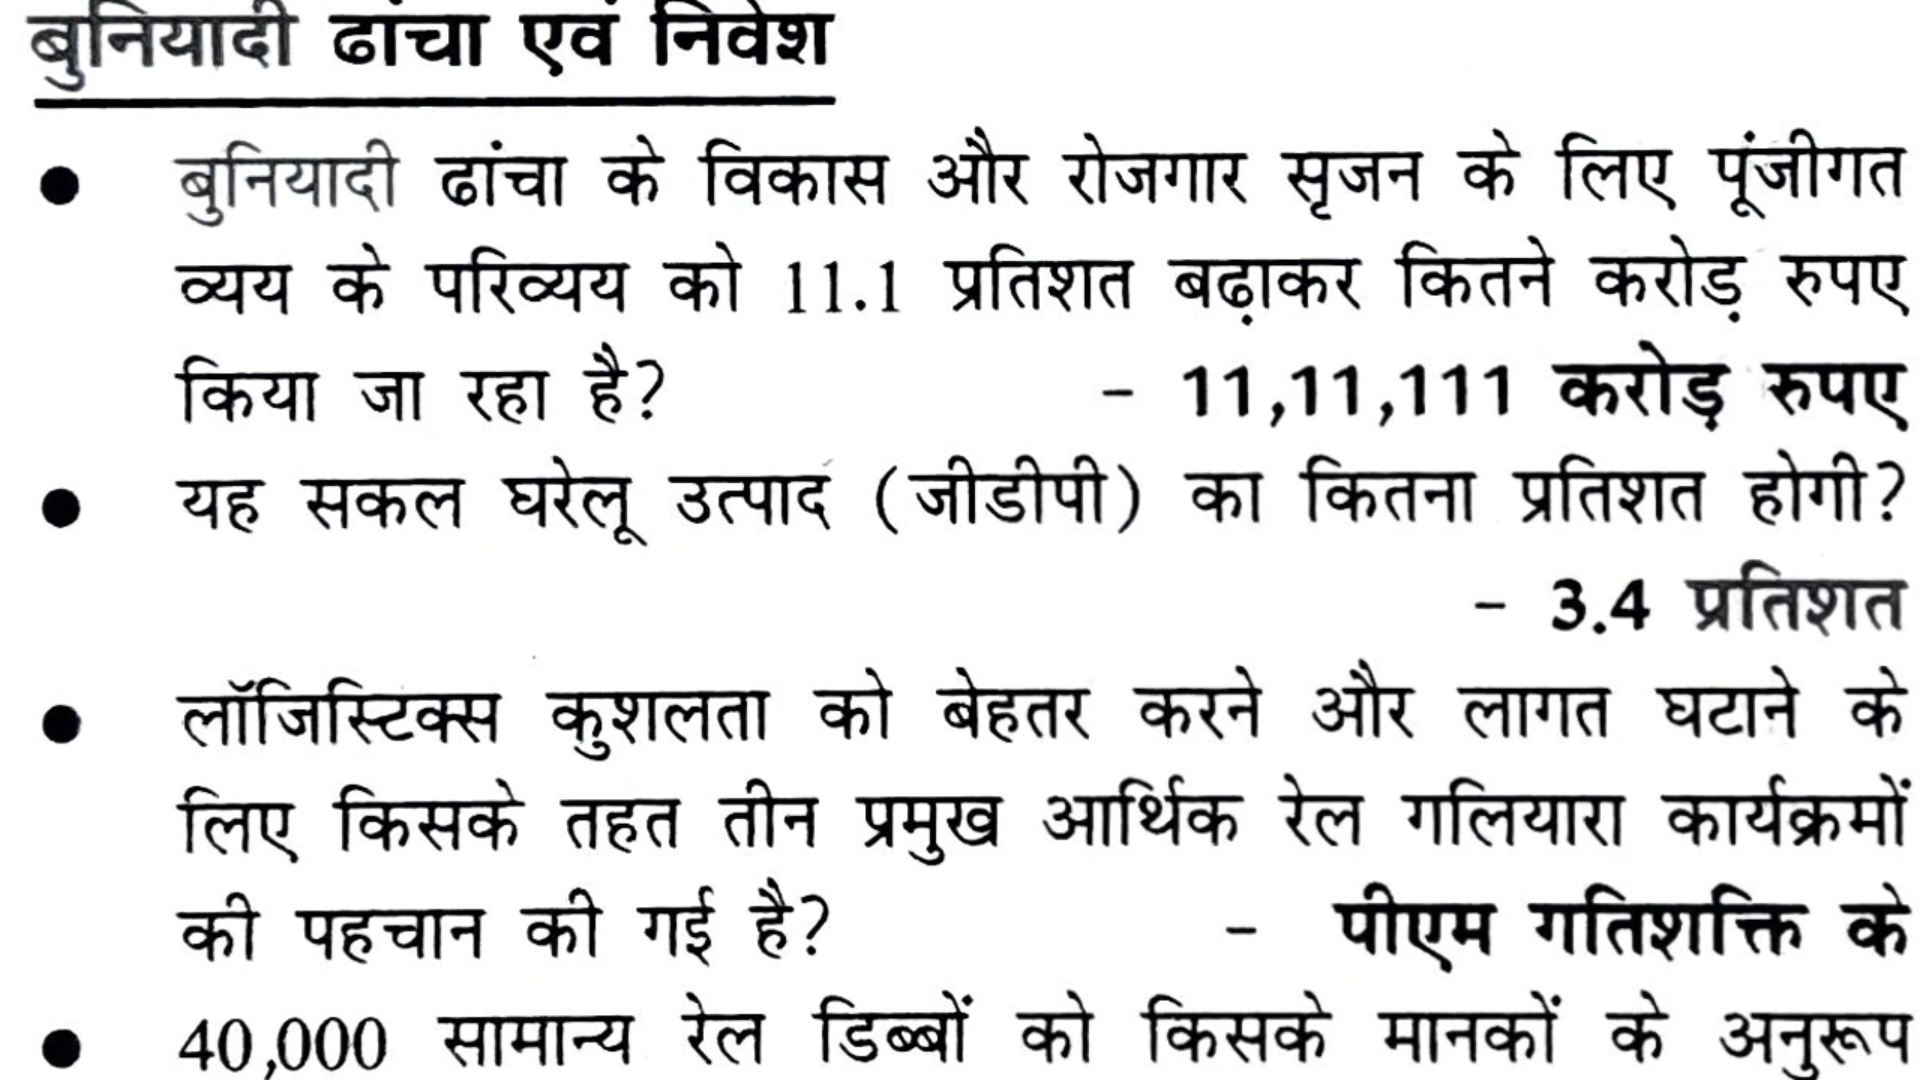 बुनियादी ढांचा एवं निवेश
● बुनियादी ढांचा के विकास और रोजगार सृजन के लिए पूंजीगत
व्यय के परिव्यय को 11.1 प्रतिशत बढ़ाकर कितने करोड़ रुपए
किया जा रहा है? – 11,11,111 करोड़ रुपए
● यह सकल घरेलू उत्पाद (जीडीपी) का कितना प्रतिशत होगी?
– 3.4 प्रतिशत
● लॉजिस्टिक्स कुशलता को बेहतर करने और लागत घटाने के
लिए किसके तहत तीन प्रमुख आर्थिक रेल गलियारा कार्यक्रमों
की पहचान की गई है? – पीएम गतिशक्ति के
● 40,000 सामान्य रेल डिब्बों को किसके मानकों के अनुरूप